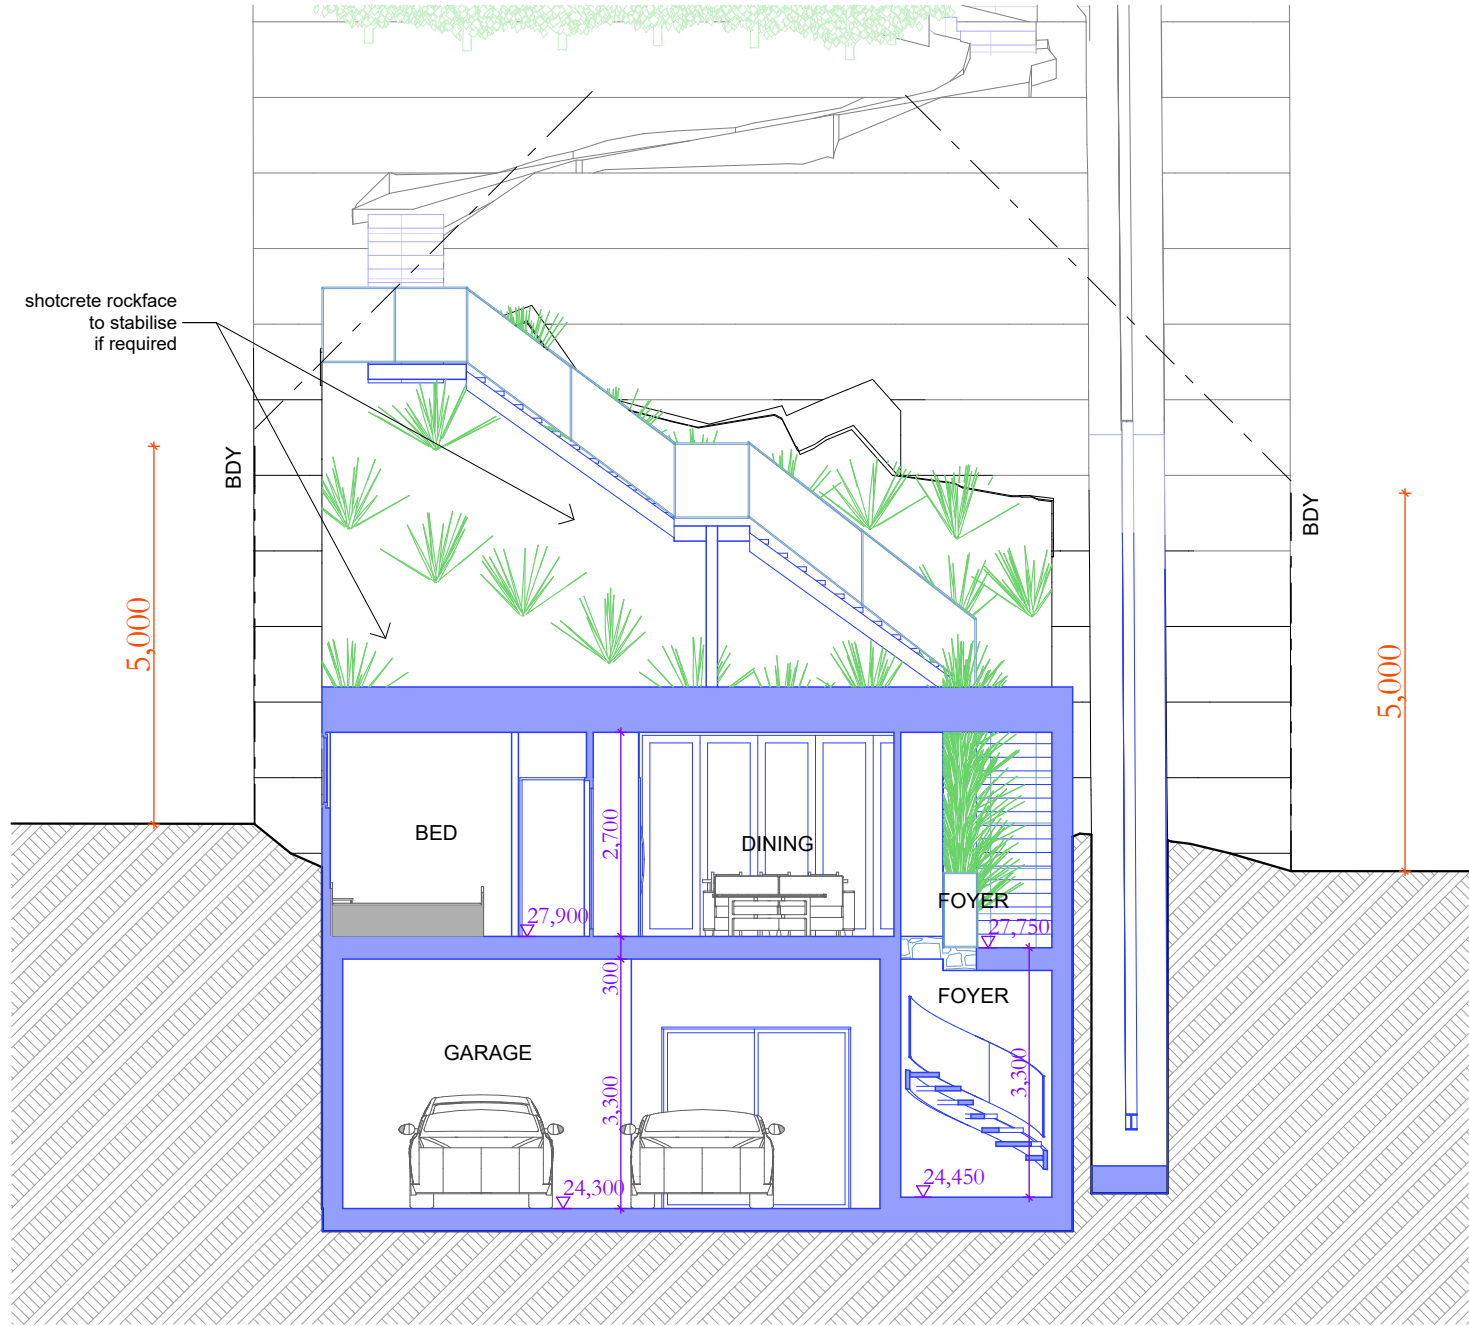 shotcrete rockface
to stabilise
if required
BDY
BDY
5,000
5,000
BED
2,700
DINING
27,900
FOYER
27,750
300
FOYER
GARAGE
3,300
3,300
24,300
24,450